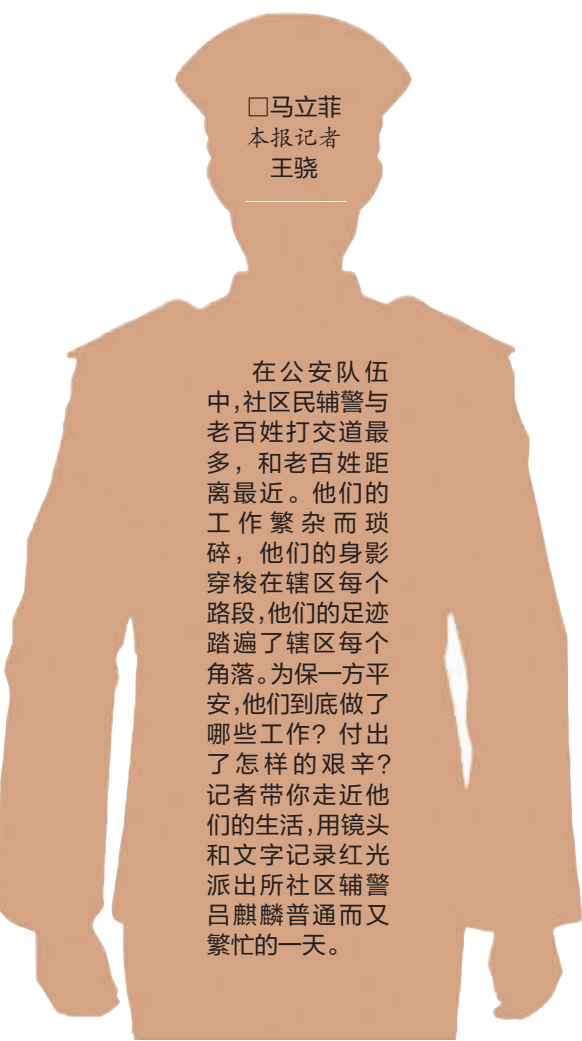 □马立菲
本报记者
王骁
在公安队伍
中,社区民辅警与
老百姓打交道最
多，和老百姓距
离最近。他们的
工作繁杂而琐
碎，他们的身影
穿梭在辖区每个
路段,他们的足迹
踏遍了辖区每个
角落。为保一方平
安,他们到底做了
哪些工作？付出
了怎样的艰辛？
记者带你走近他
们的生活,用镜头
和文字记录红光
派出所社区辅警
吕麒麟普通而又
繁忙的一天。